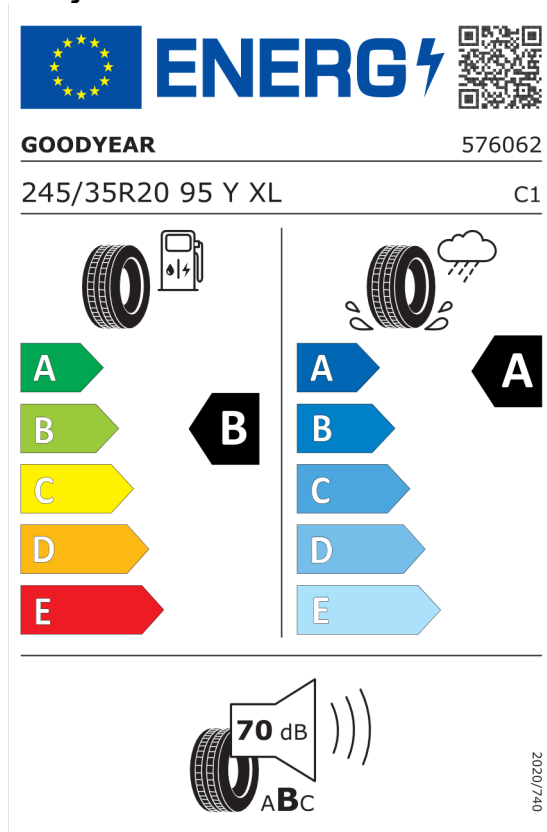 ENERG
GOODYEAR 576062
245/35R20 95 Y XL C1
A A A
B B B
C C
D D
E E
70 dB
ABC
2020/740